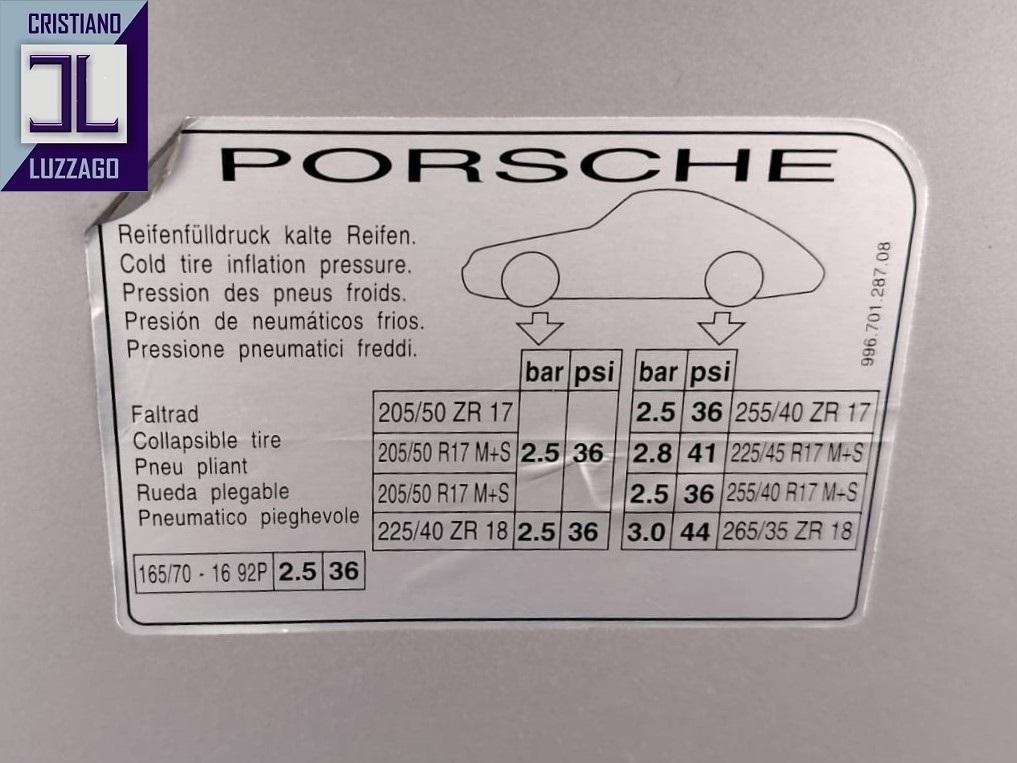 CRISTIANO
LUZZAGO
PORSCHE
Reifenfülldruck kalte Reifen.
Cold tire inflation pressure.
Pression des pneus froids.
Presión de neumáticos frios.
Pressione pneumatici freddi.
996.701.287.08
bar psi bar psi
205/50 ZR 17 2.5 36 255/40 ZR 17
205/50 R17 M+S 2.5 36 2.8 41 225/45 R17 M+S
205/50 R17 M+S 2.5 36 255/40 R17 M+S
225/40 ZR 18 2.5 36 3.0 44 265/35 ZR 18
Faltrad
Collapsible tire
Pneu pliant
Rueda plegable
Pneumatico pieghevole
165/70 - 16 92P 2.5 36